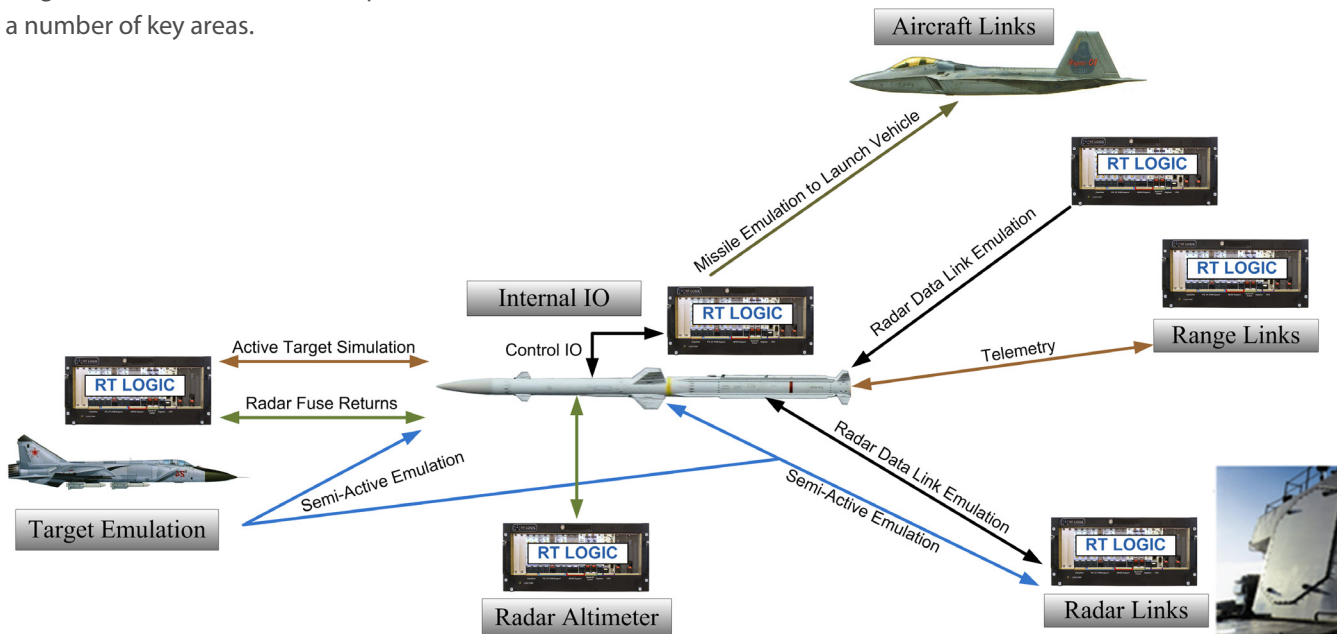 a number of key areas.
Aircraft Links
Missile Emulation to Launch Vehicle
RT LOGIC
Radar Data Link Emulation
RT LOGIC
Range Links
Internal IO
RT LOGIC
Control IO
Telemetry
Active Target Simulation
RT LOGIC
Radar Fuse Returns
Semi-Active Emulation
Target Emulation
Radar Data Link Emulation
Semi-Active Emulation
RT LOGIC
Radar Altimeter
RT LOGIC
Radar Links